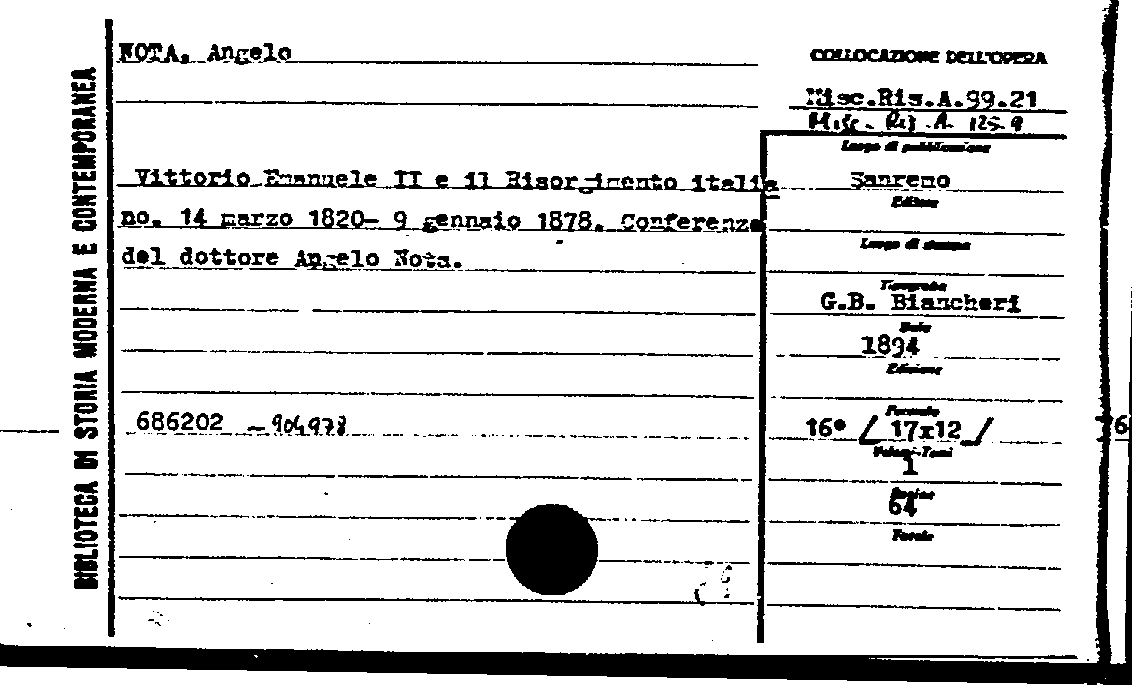 BIBLIOTECA DI STORIA MODERNA E CONTEMPORANEA
NOTA, Angelo
COLLOCAZIONE DELL'OPERA
Misc.Ris.A.99.21
Misc. Ris. A. 125.9
Luogo di pubblicazione
Vittorio Emanuele II e il Risorgimento italia
Sanremo
Editore
no. 14 marzo 1820- 9 gennaio 1878. Conferenza
Luogo di stampa
del dottore Angelo Nota.
Tipografia
G.B. Biancheri
Data
1894
Edizione
Formato
686202 - 904978
16° / 17x12 /
Volumi-Tomi
1
Pagine
64
Tavole